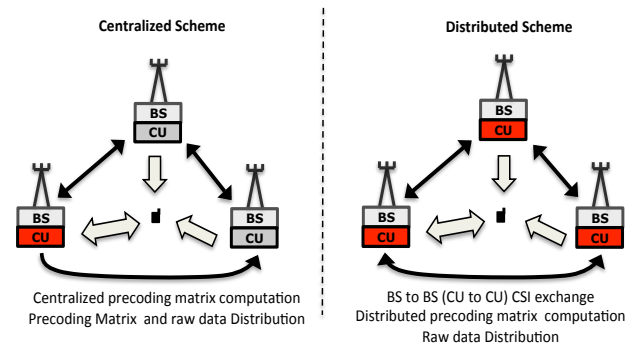 Centralized Scheme
BS
CU
BS
CU
BS
CU
Centralized precoding matrix computation
Precoding Matrix and raw data Distribution
Distributed Scheme
BS
CU
BS
CU
BS
CU
BS to BS (CU to CU) CSI exchange
Distributed precoding matrix computation
Raw data Distribution